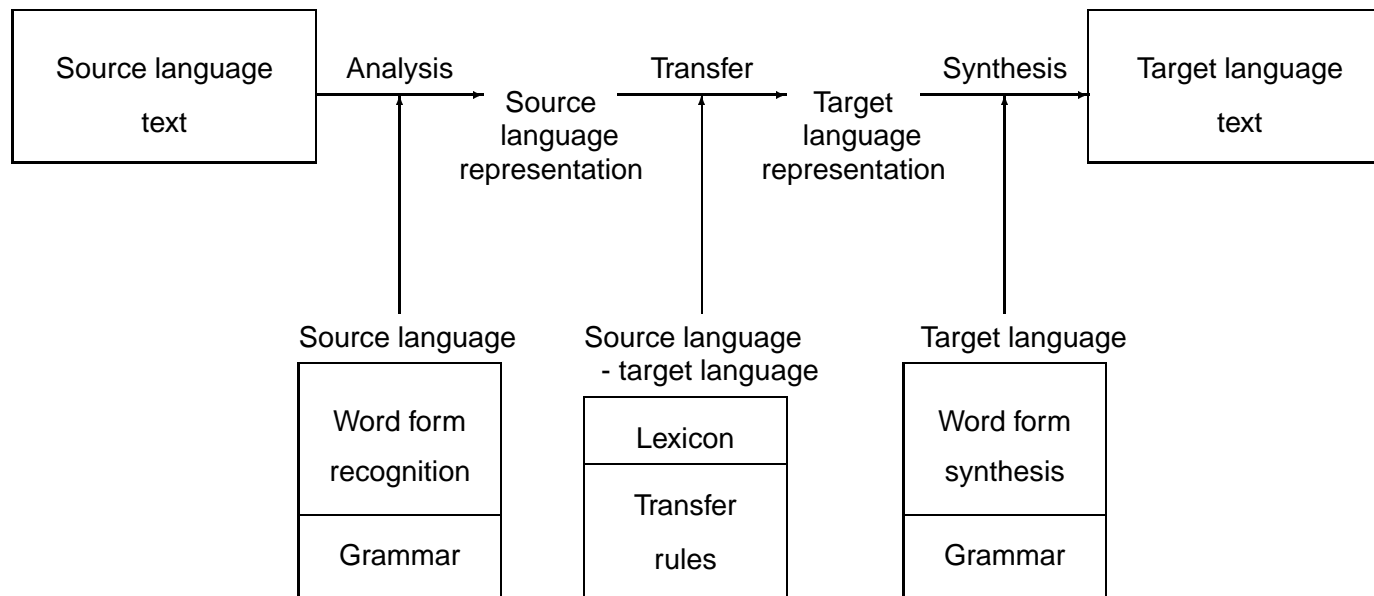 Source language
text
Analysis
Source
language
representation
Transfer
Target
language
representation
Synthesis
Target language
text
Source language
Word form
recognition
Grammar
Source language
- target language
Lexicon
Transfer
rules
Target language
Word form
synthesis
Grammar